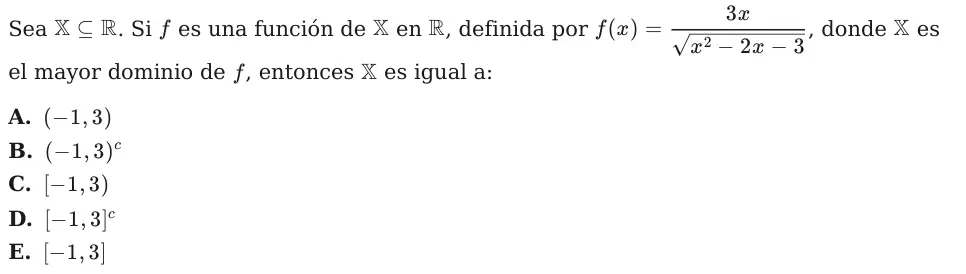 Sea 𝕏 ⊆ ℝ. Si f es una función de 𝕏 en ℝ, definida por f(x) = 3x / √(x² − 2x − 3), donde 𝕏 es
el mayor dominio de f, entonces 𝕏 es igual a:
A. (−1, 3)
B. (−1, 3)ᶜ
C. [−1, 3)
D. [−1, 3]ᶜ
E. [−1, 3]